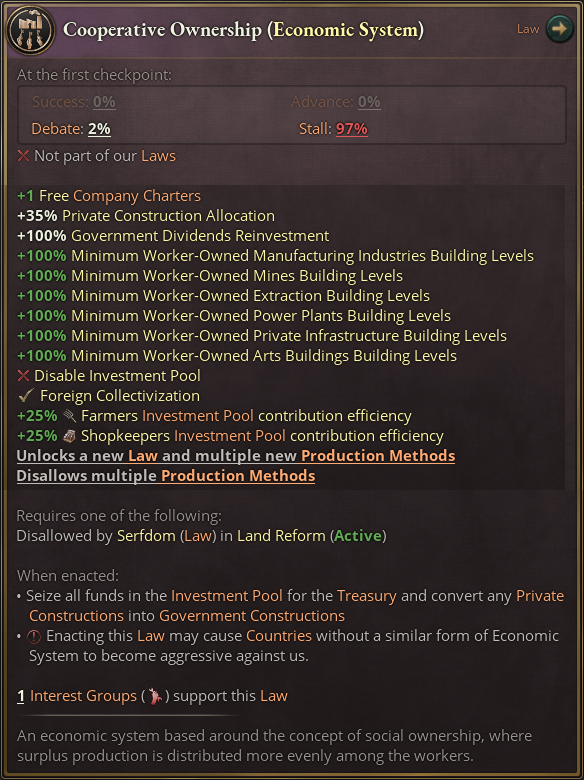 Cooperative Ownership (Economic System)
Law
At the first checkpoint:
Success: 0%
Advance: 0%
Debate: 2%
Stall: 97%
Not part of our Laws
+1 Free Company Charters
+35% Private Construction Allocation
+100% Government Dividends Reinvestment
+100% Minimum Worker-Owned Manufacturing Industries Building Levels
+100% Minimum Worker-Owned Mines Building Levels
+100% Minimum Worker-Owned Extraction Building Levels
+100% Minimum Worker-Owned Power Plants Building Levels
+100% Minimum Worker-Owned Private Infrastructure Building Levels
+100% Minimum Worker-Owned Arts Buildings Building Levels
Disable Investment Pool
Foreign Collectivization
+25% Farmers Investment Pool contribution efficiency
+25% Shopkeepers Investment Pool contribution efficiency
Unlocks a new Law and multiple new Production Methods
Disallows multiple Production Methods
Requires one of the following:
Disallowed by Serfdom (Law) in Land Reform (Active)
When enacted:
• Seize all funds in the Investment Pool for the Treasury and convert any Private
Constructions into Government Constructions
• Enacting this Law may cause Countries without a similar form of Economic
System to become aggressive against us.
1 Interest Groups ( ) support this Law
An economic system based around the concept of social ownership, where
surplus production is distributed more evenly among the workers.